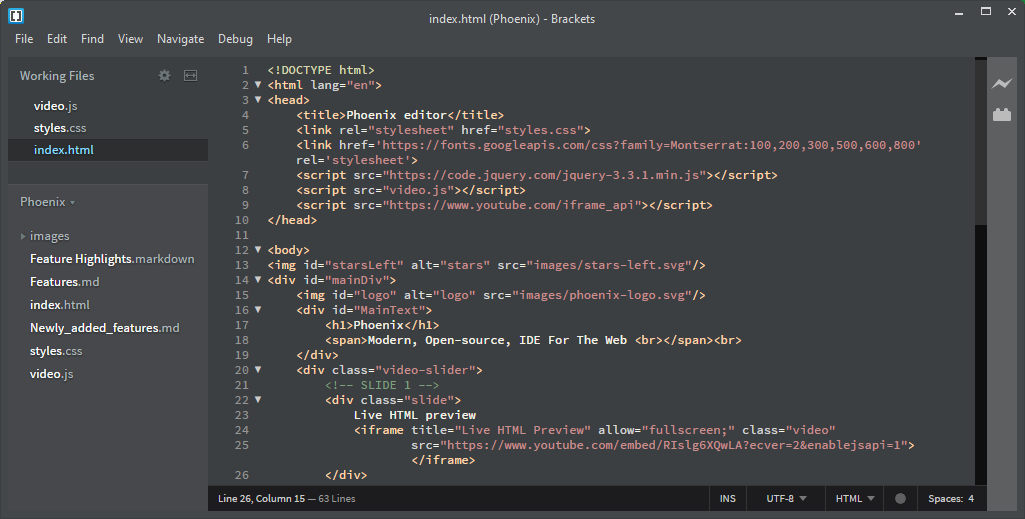 index.html (Phoenix) - Brackets
File Edit Find View Navigate Debug Help
Working Files
video.js
styles.css
index.html
Phoenix
images
Feature Highlights.markdown
Features.md
index.html
Newly_added_features.md
styles.css
video.js
1 <!DOCTYPE html>
2 <html lang="en">
3 <head>
4 <title>Phoenix editor</title>
5 <link rel="stylesheet" href="styles.css">
6 <link href='https://fonts.googleapis.com/css?family=Montserrat:100,200,300,500,600,800'
rel='stylesheet'>
7 <script src="https://code.jquery.com/jquery-3.3.1.min.js"></script>
8 <script src="video.js"></script>
9 <script src="https://www.youtube.com/iframe_api"></script>
10 </head>
11
12 <body>
13 <img id="starsLeft" alt="stars" src="images/stars-left.svg"/>
14 <div id="mainDiv">
15 <img id="logo" alt="logo" src="images/phoenix-logo.svg"/>
16 <div id="MainText">
17 <h1>Phoenix</h1>
18 <span>Modern, Open-source, IDE For The Web <br></span><br>
19 </div>
20 <div class="video-slider">
21 <!-- SLIDE 1 -->
22 <div class="slide">
23 Live HTML preview
24 <iframe title="Live HTML Preview" allow="fullscreen;" class="video"
25 src="https://www.youtube.com/embed/RIslg6XQwLA?ecver=2&enablejsapi=1">
</iframe>
26 </div>
Line 26, Column 15 — 63 Lines INS UTF-8 HTML Spaces: 4